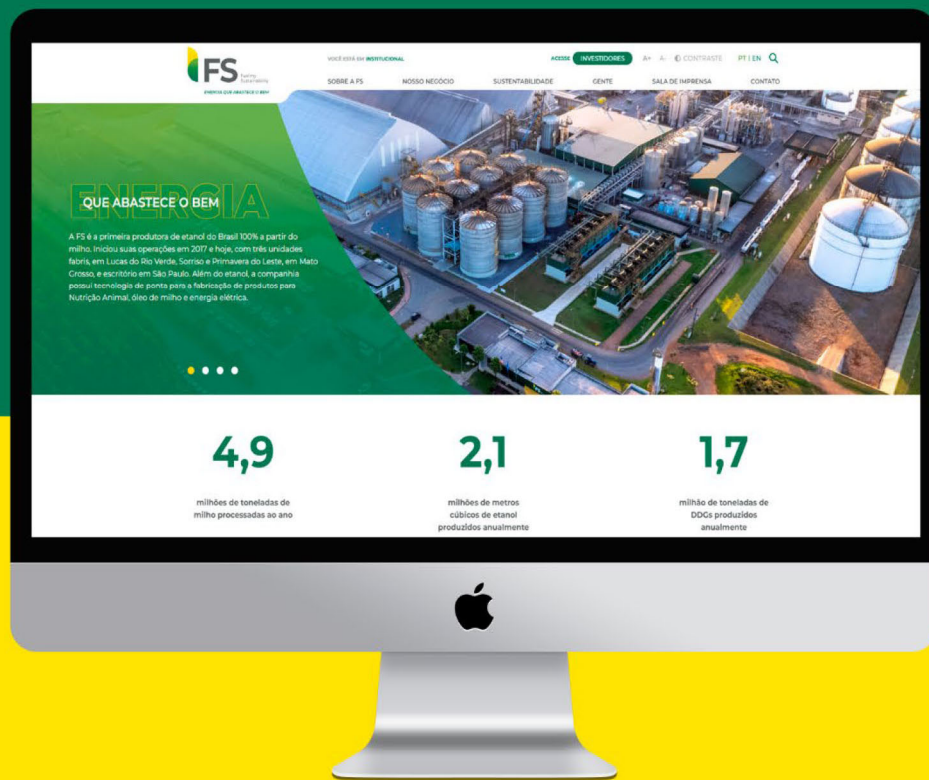 FS Fueling Sustainability
ENERGIA QUE ABASTECE O BEM
VOCÊ ESTÁ EM INSTITUCIONAL
ACESSE INVESTIDORES A+ A- CONTRASTE PT | EN
SOBRE A FS NOSSO NEGÓCIO SUSTENTABILIDADE GENTE SALA DE IMPRENSA CONTATO
ENERGIA
QUE ABASTECE O BEM
A FS é a primeira produtora de etanol do Brasil 100% a partir do
milho. Iniciou suas operações em 2017 e hoje, com três unidades
fabris, em Lucas do Rio Verde, Sorriso e Primavera do Leste, em Mato
Grosso, e escritório em São Paulo. Além do etanol, a companhia
possui tecnologia de ponta para a fabricação de produtos para
Nutrição Animal, óleo de milho e energia elétrica.
4,9
milhões de toneladas de
milho processadas ao ano
2,1
milhões de metros
cúbicos de etanol
produzidos anualmente
1,7
milhão de toneladas de
DDGs produzidos
anualmente